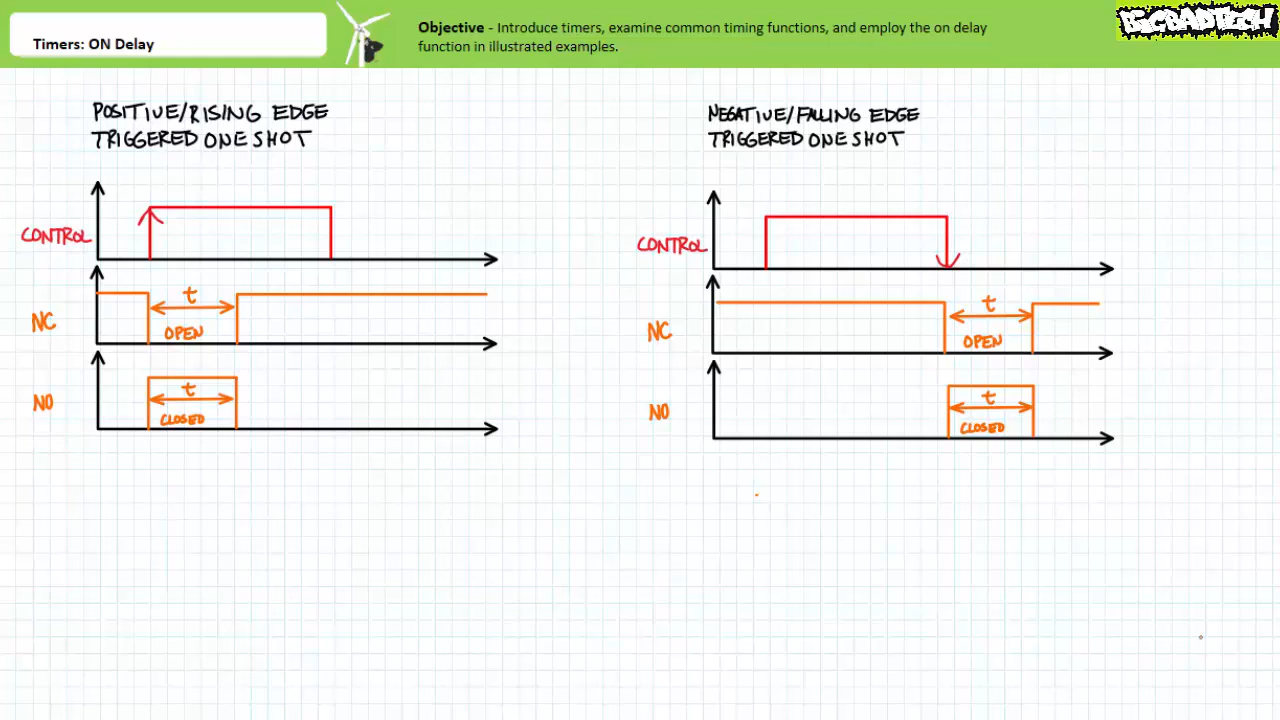 Timers: ON Delay
Objective - Introduce timers, examine common timing functions, and employ the on delay
function in illustrated examples.
BIGBADTECH
POSITIVE/RISING EDGE
TRIGGERED ONE SHOT
CONTROL
NC
t
OPEN
NO
t
CLOSED
NEGATIVE/FALLING EDGE
TRIGGERED ONE SHOT
CONTROL
NC
t
OPEN
NO
t
CLOSED